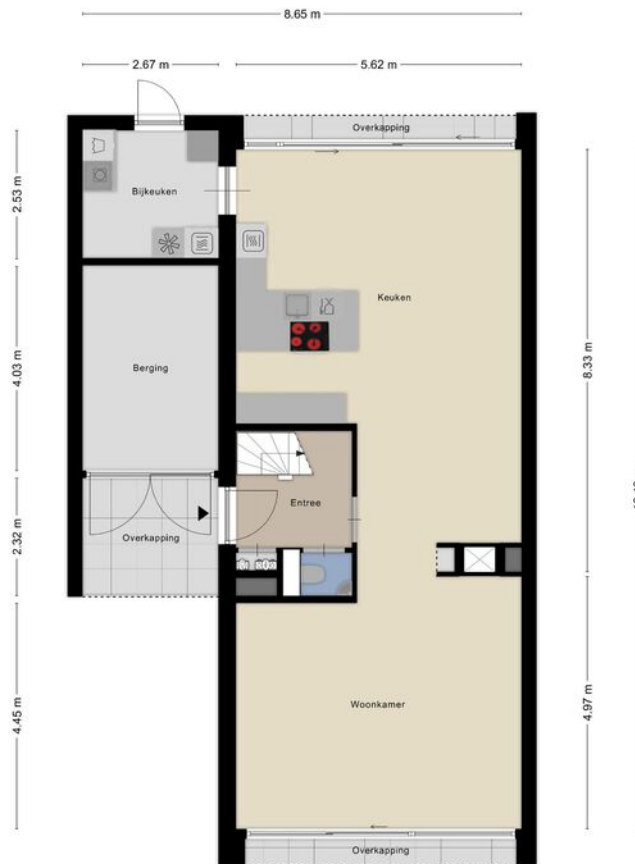 8.65 m
2.67 m
5.62 m
Overkapping
2.53 m
Bijkeuken
Keuken
4.03 m
Berging
8.33 m
Entree
2.32 m
Overkapping
4.45 m
Woonkamer
4.97 m
Overkapping